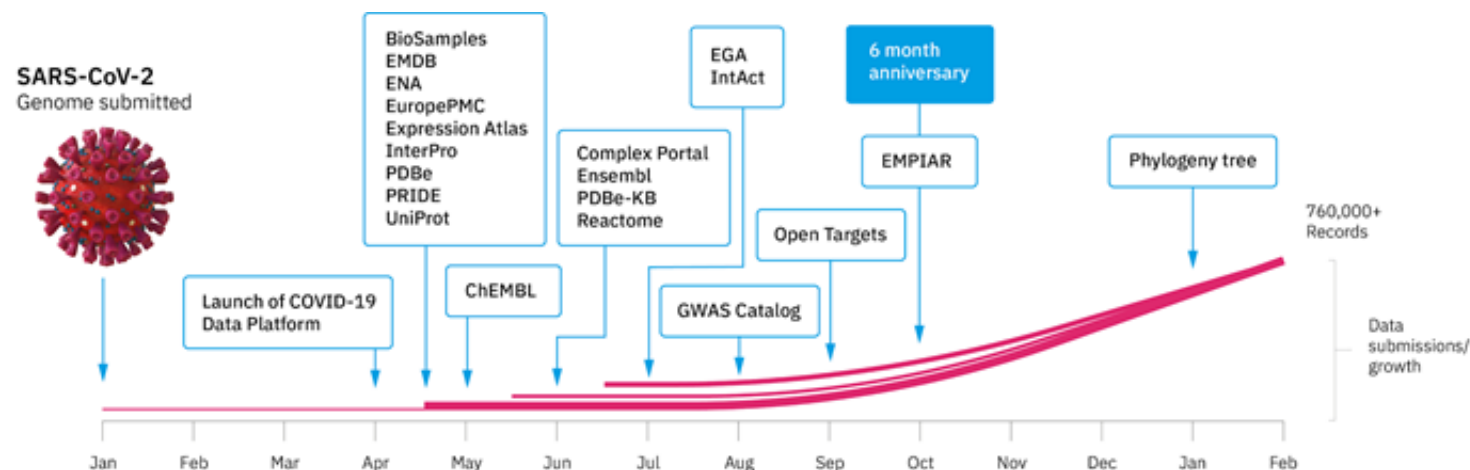 SARS-CoV-2
Genome submitted
Launch of COVID-19
Data Platform
BioSamples
EMDB
ENA
EuropePMC
Expression Atlas
InterPro
PDBe
PRIDE
UniProt
ChEMBL
Complex Portal
Ensembl
PDBe-KB
Reactome
EGA
IntAct
GWAS Catalog
Open Targets
6 month
anniversary
EMPIAR
Phylogeny tree
760,000+
Records
Data
submissions/
growth
Jan Feb Mar Apr May Jun Jul Aug Sep Oct Nov Dec Jan Feb